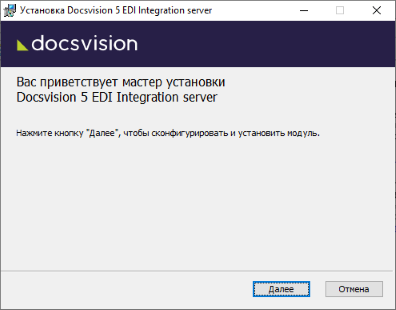 Установка Docsvision 5 EDI Integration server
docsvision
Вас приветствует мастер установки
Docsvision 5 EDI Integration server
Нажмите кнопку "Далее", чтобы сконфигурировать и установить модуль.
Далее
Отмена